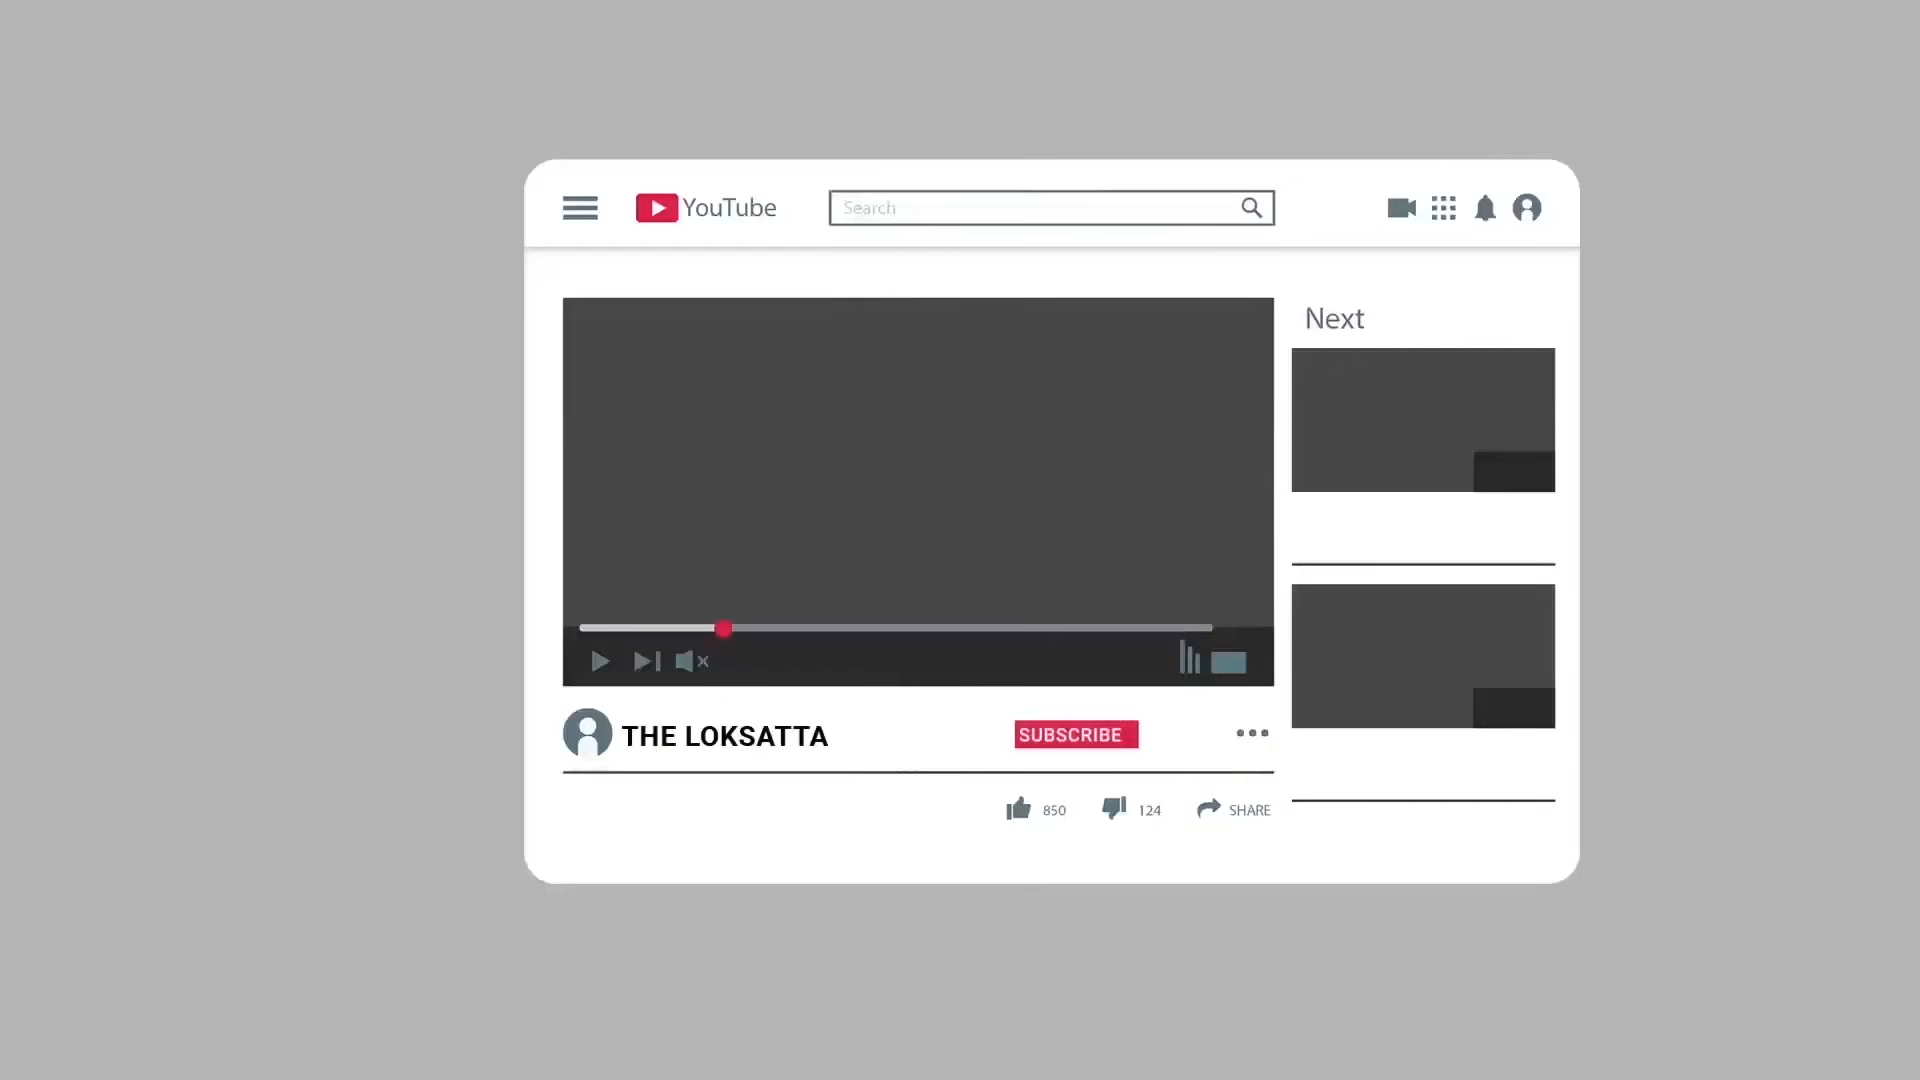 YouTube
Search
Next
THE LOKSATTA
SUBSCRIBE
850
124
SHARE